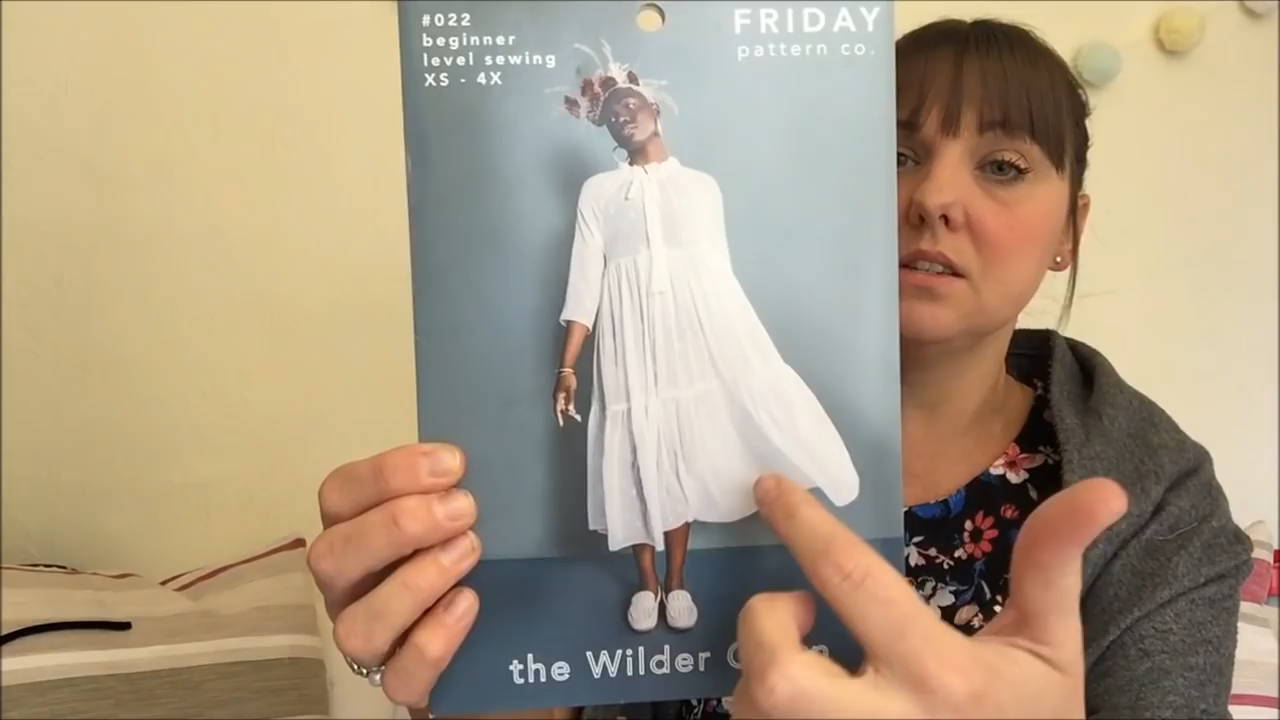 #022
beginner
level sewing
XS - 4X
FRIDAY
pattern co.
the Wilder